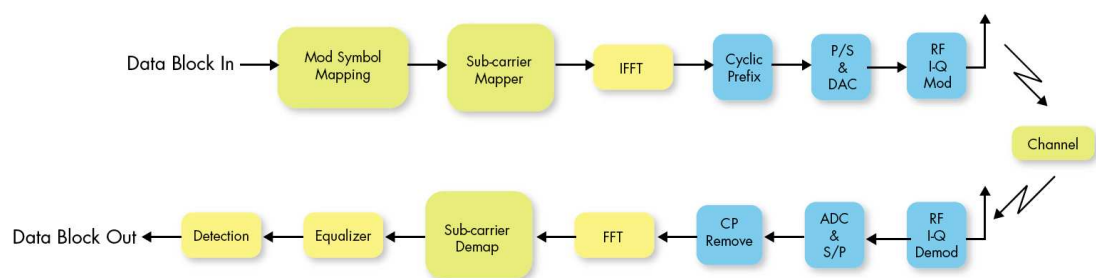 Data Block In
Mod Symbol
Mapping
Sub-carrier
Mapper
IFFT
Cyclic
Prefix
P/S
&
DAC
RF
I-Q
Mod
Channel
Data Block Out
Detection
Equalizer
Sub-carrier
Demap
FFT
CP
Remove
ADC
&
S/P
RF
I-Q
Demod